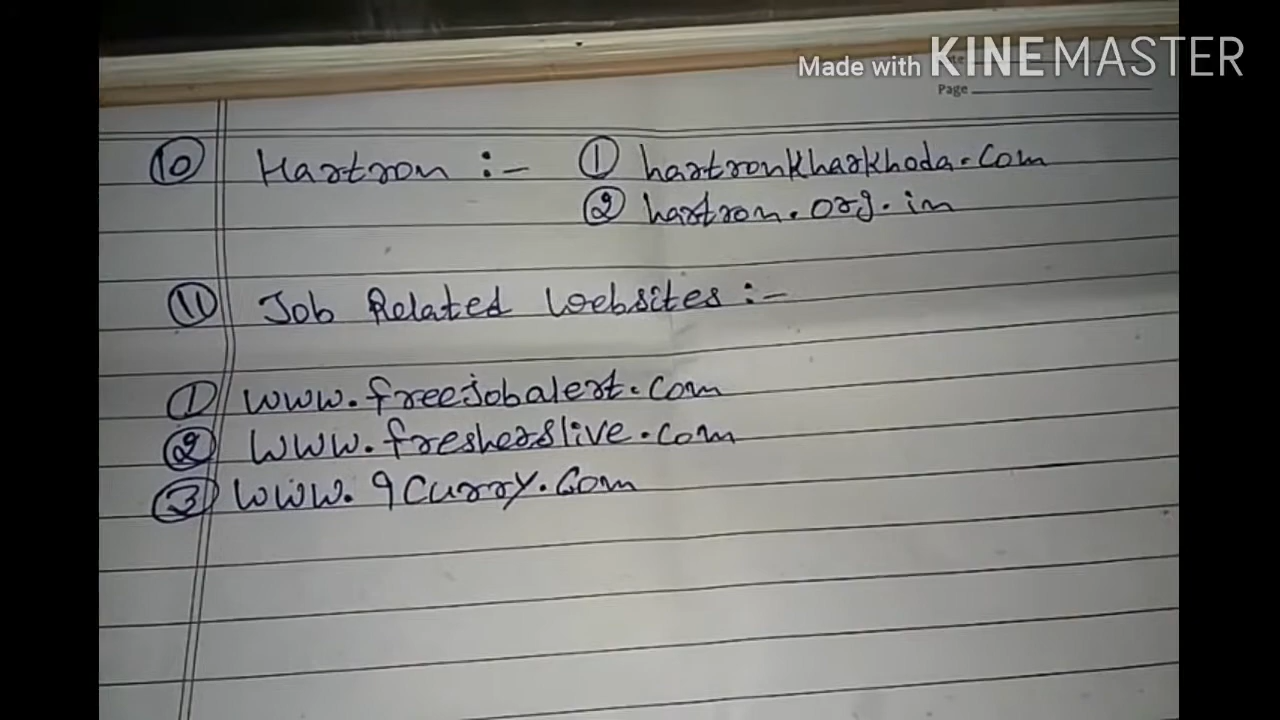 Made with KINEMASTER
Page
10 Hartron :- 1 hartronkharkhoda.com
2 hartron.org.in
11 Job Related Websites :-
1 www.freejobalert.com
2 www.fresherslive.com
3 www.9curry.com